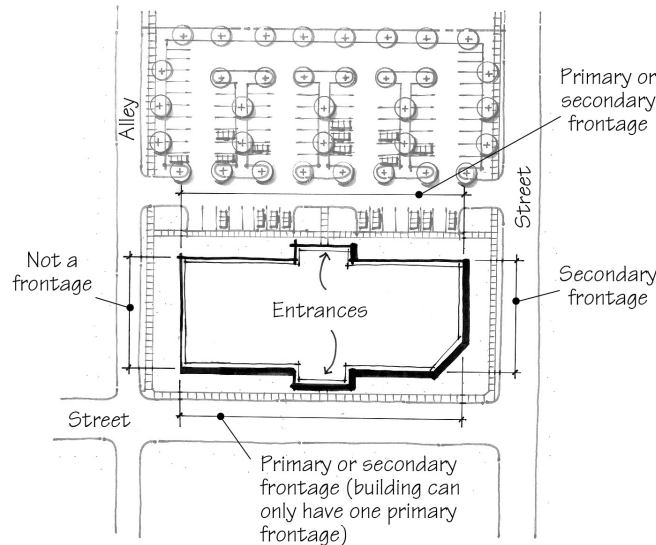 Primary or
secondary
frontage
Alley
Street
Not a
frontage
Entrances
Secondary
frontage
Street
Primary or secondary
frontage (building can
only have one primary
frontage)